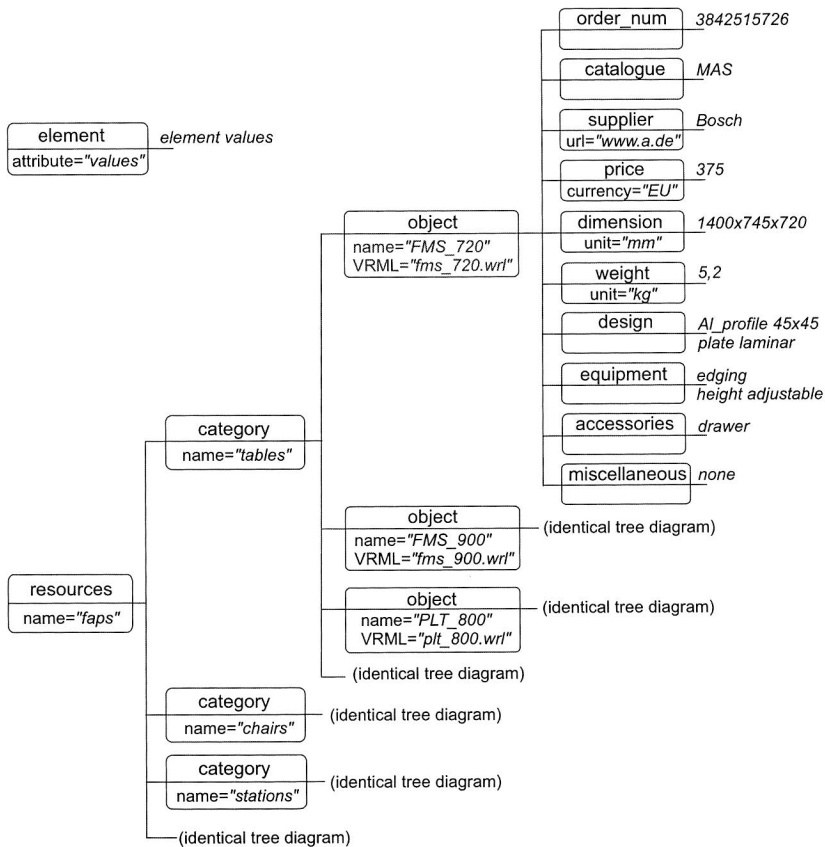 order_num 3842515726
catalogue MAS
element element values
attribute="values"
supplier Bosch
url="www.a.de"
price 375
currency="EU"
object
name="FMS_720"
VRML="fms_720.wrl"
dimension 1400x745x720
unit="mm"
weight 5,2
unit="kg"
design Al_profile 45x45
plate laminar
equipment edging
height adjustable
category
name="tables"
accessories drawer
miscellaneous none
object (identical tree diagram)
name="FMS_900"
VRML="fms_900.wrl"
resources
name="faps"
object (identical tree diagram)
name="PLT_800"
VRML="plt_800.wrl"
(identical tree diagram)
category (identical tree diagram)
name="chairs"
category (identical tree diagram)
name="stations"
(identical tree diagram)